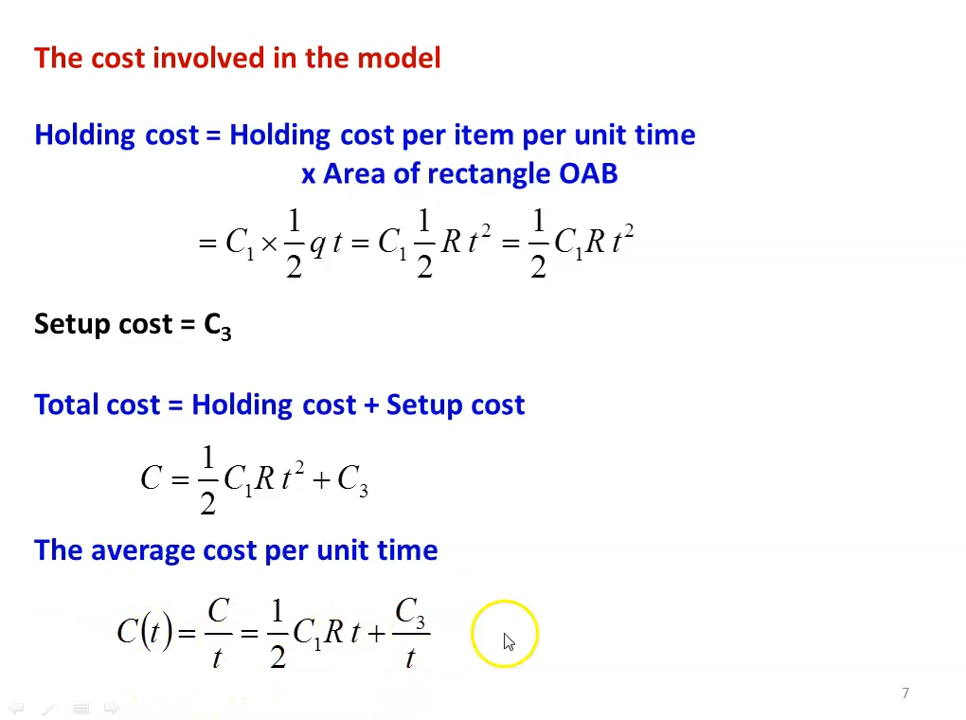 The cost involved in the model
Holding cost = Holding cost per item per unit time
x Area of rectangle OAB
= C₁ × 1/2 q t = C₁ 1/2 R t² = 1/2 C₁R t²
Setup cost = C₃
Total cost = Holding cost + Setup cost
C = 1/2 C₁R t² + C₃
The average cost per unit time
C(t) = C/t = 1/2 C₁R t + C₃/t
7